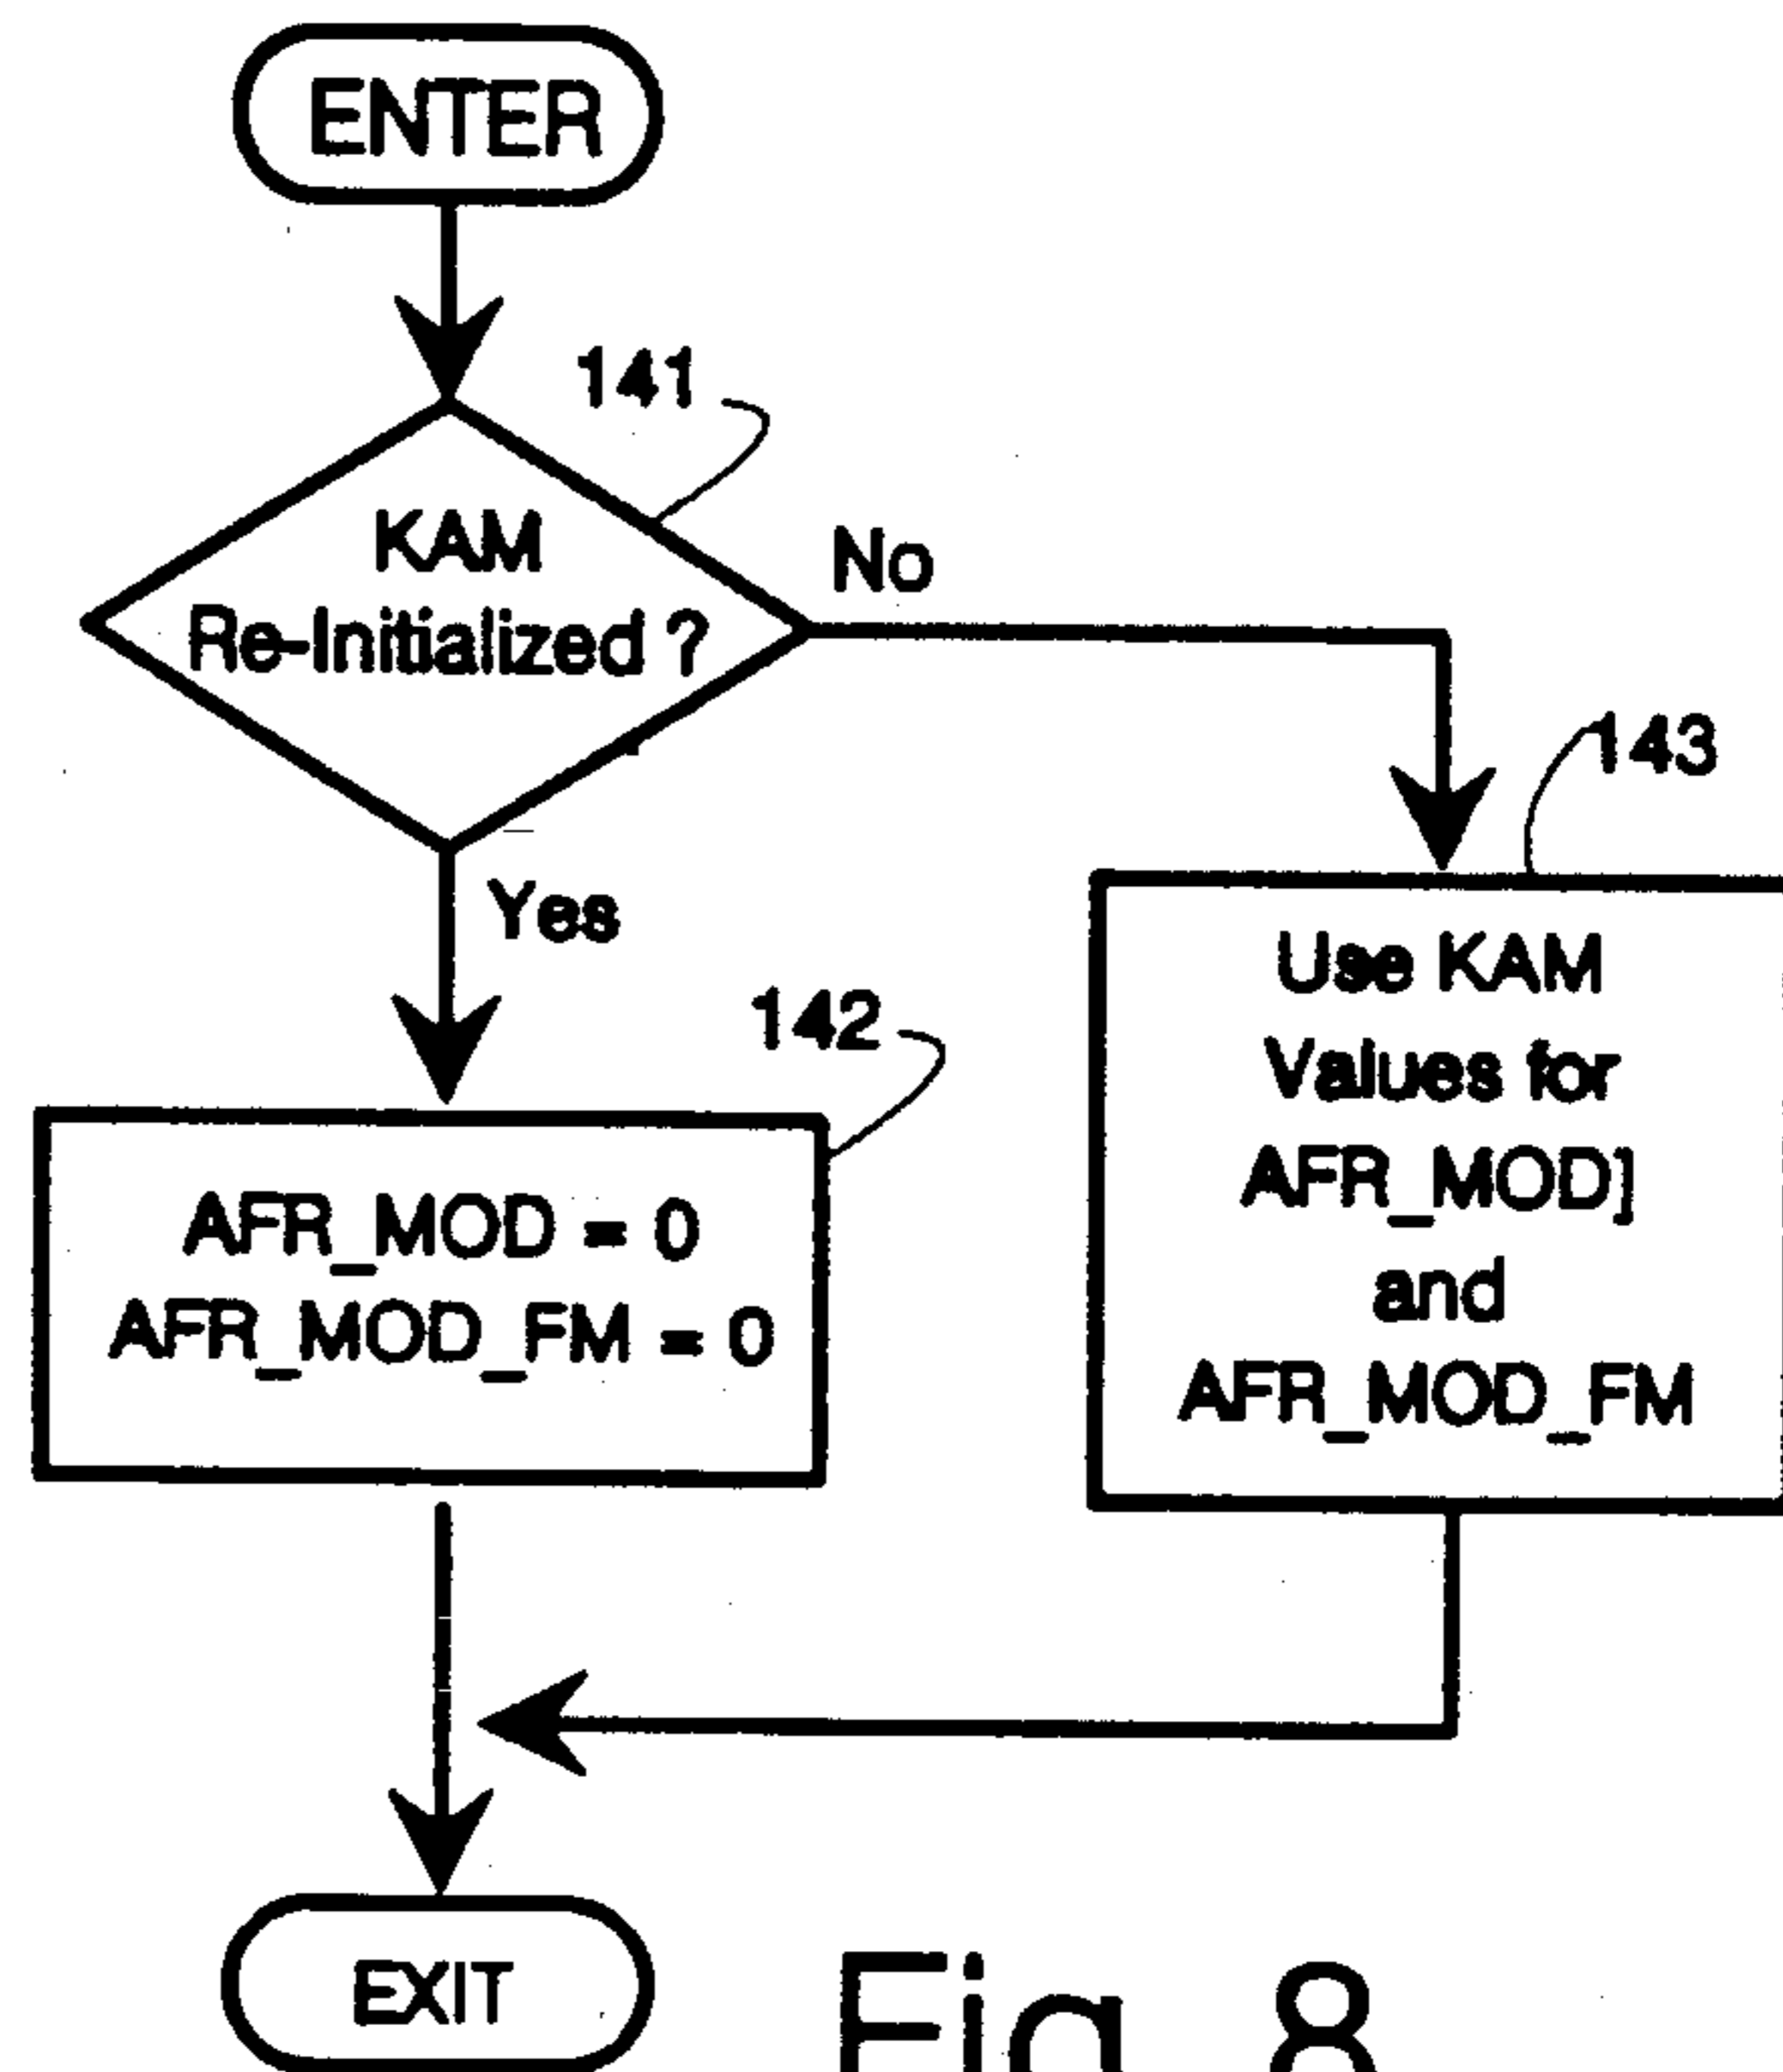 ENTER
141
KAM
Re-Initialized ?
No
143
Yes
Use KAM
Values for
AFR_MOD]
and
AFR_MOD_FM
142
AFR_MOD = 0
AFR_MOD_FM = 0
EXIT
Fig 8